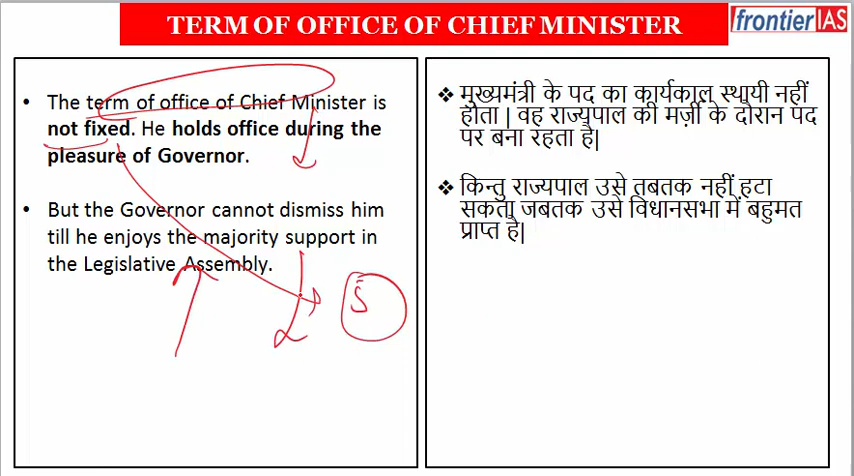 TERM OF OFFICE OF CHIEF MINISTER
frontierIAS
• The term of office of Chief Minister is
not fixed. He holds office during the
pleasure of Governor.
• But the Governor cannot dismiss him
till he enjoys the majority support in
the Legislative Assembly.
5
❖ मुख्यमंत्री के पद का कार्यकाल स्थायी नहीं
होता | वह राज्यपाल की मर्ज़ी के दौरान पद
पर बना रहता है|
❖ किन्तु राज्यपाल उसे तबतक नहीं हटा
सकता जबतक उसे विधानसभा में बहुमत
प्राप्त है|